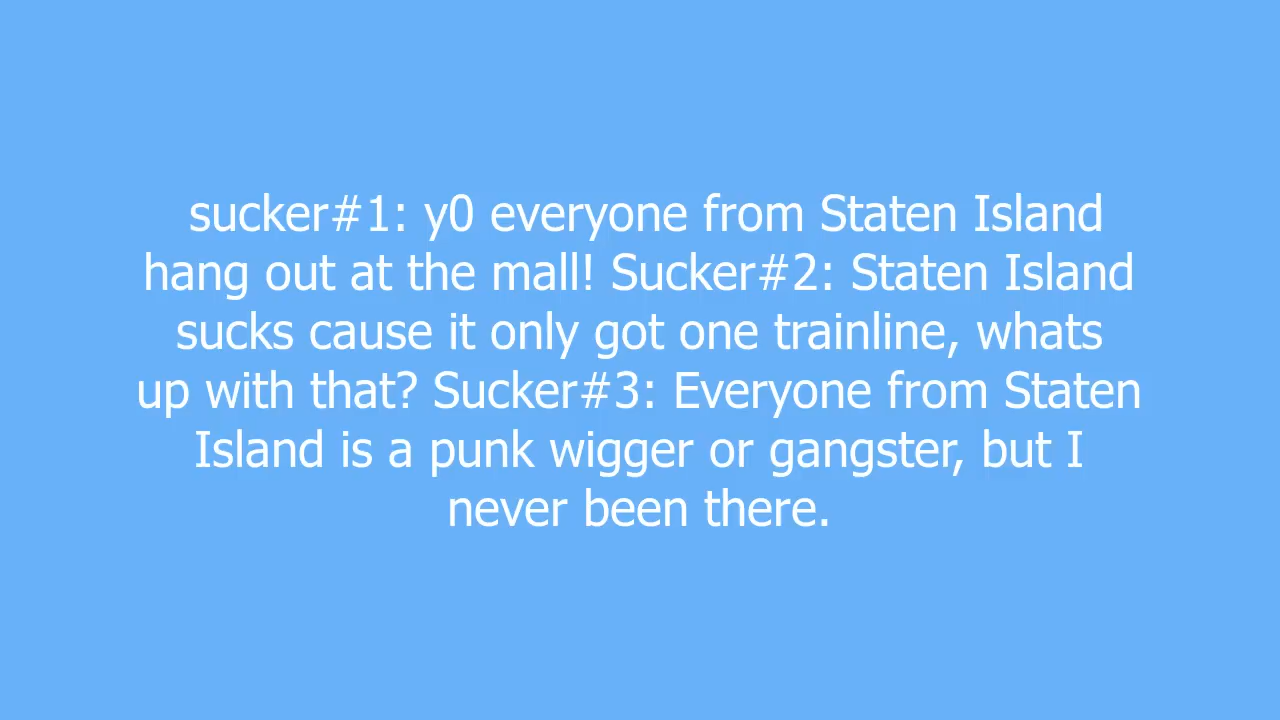 sucker#1: y0 everyone from Staten Island
hang out at the mall! Sucker#2: Staten Island
sucks cause it only got one trainline, whats
up with that? Sucker#3: Everyone from Staten
Island is a punk wigger or gangster, but I
never been there.